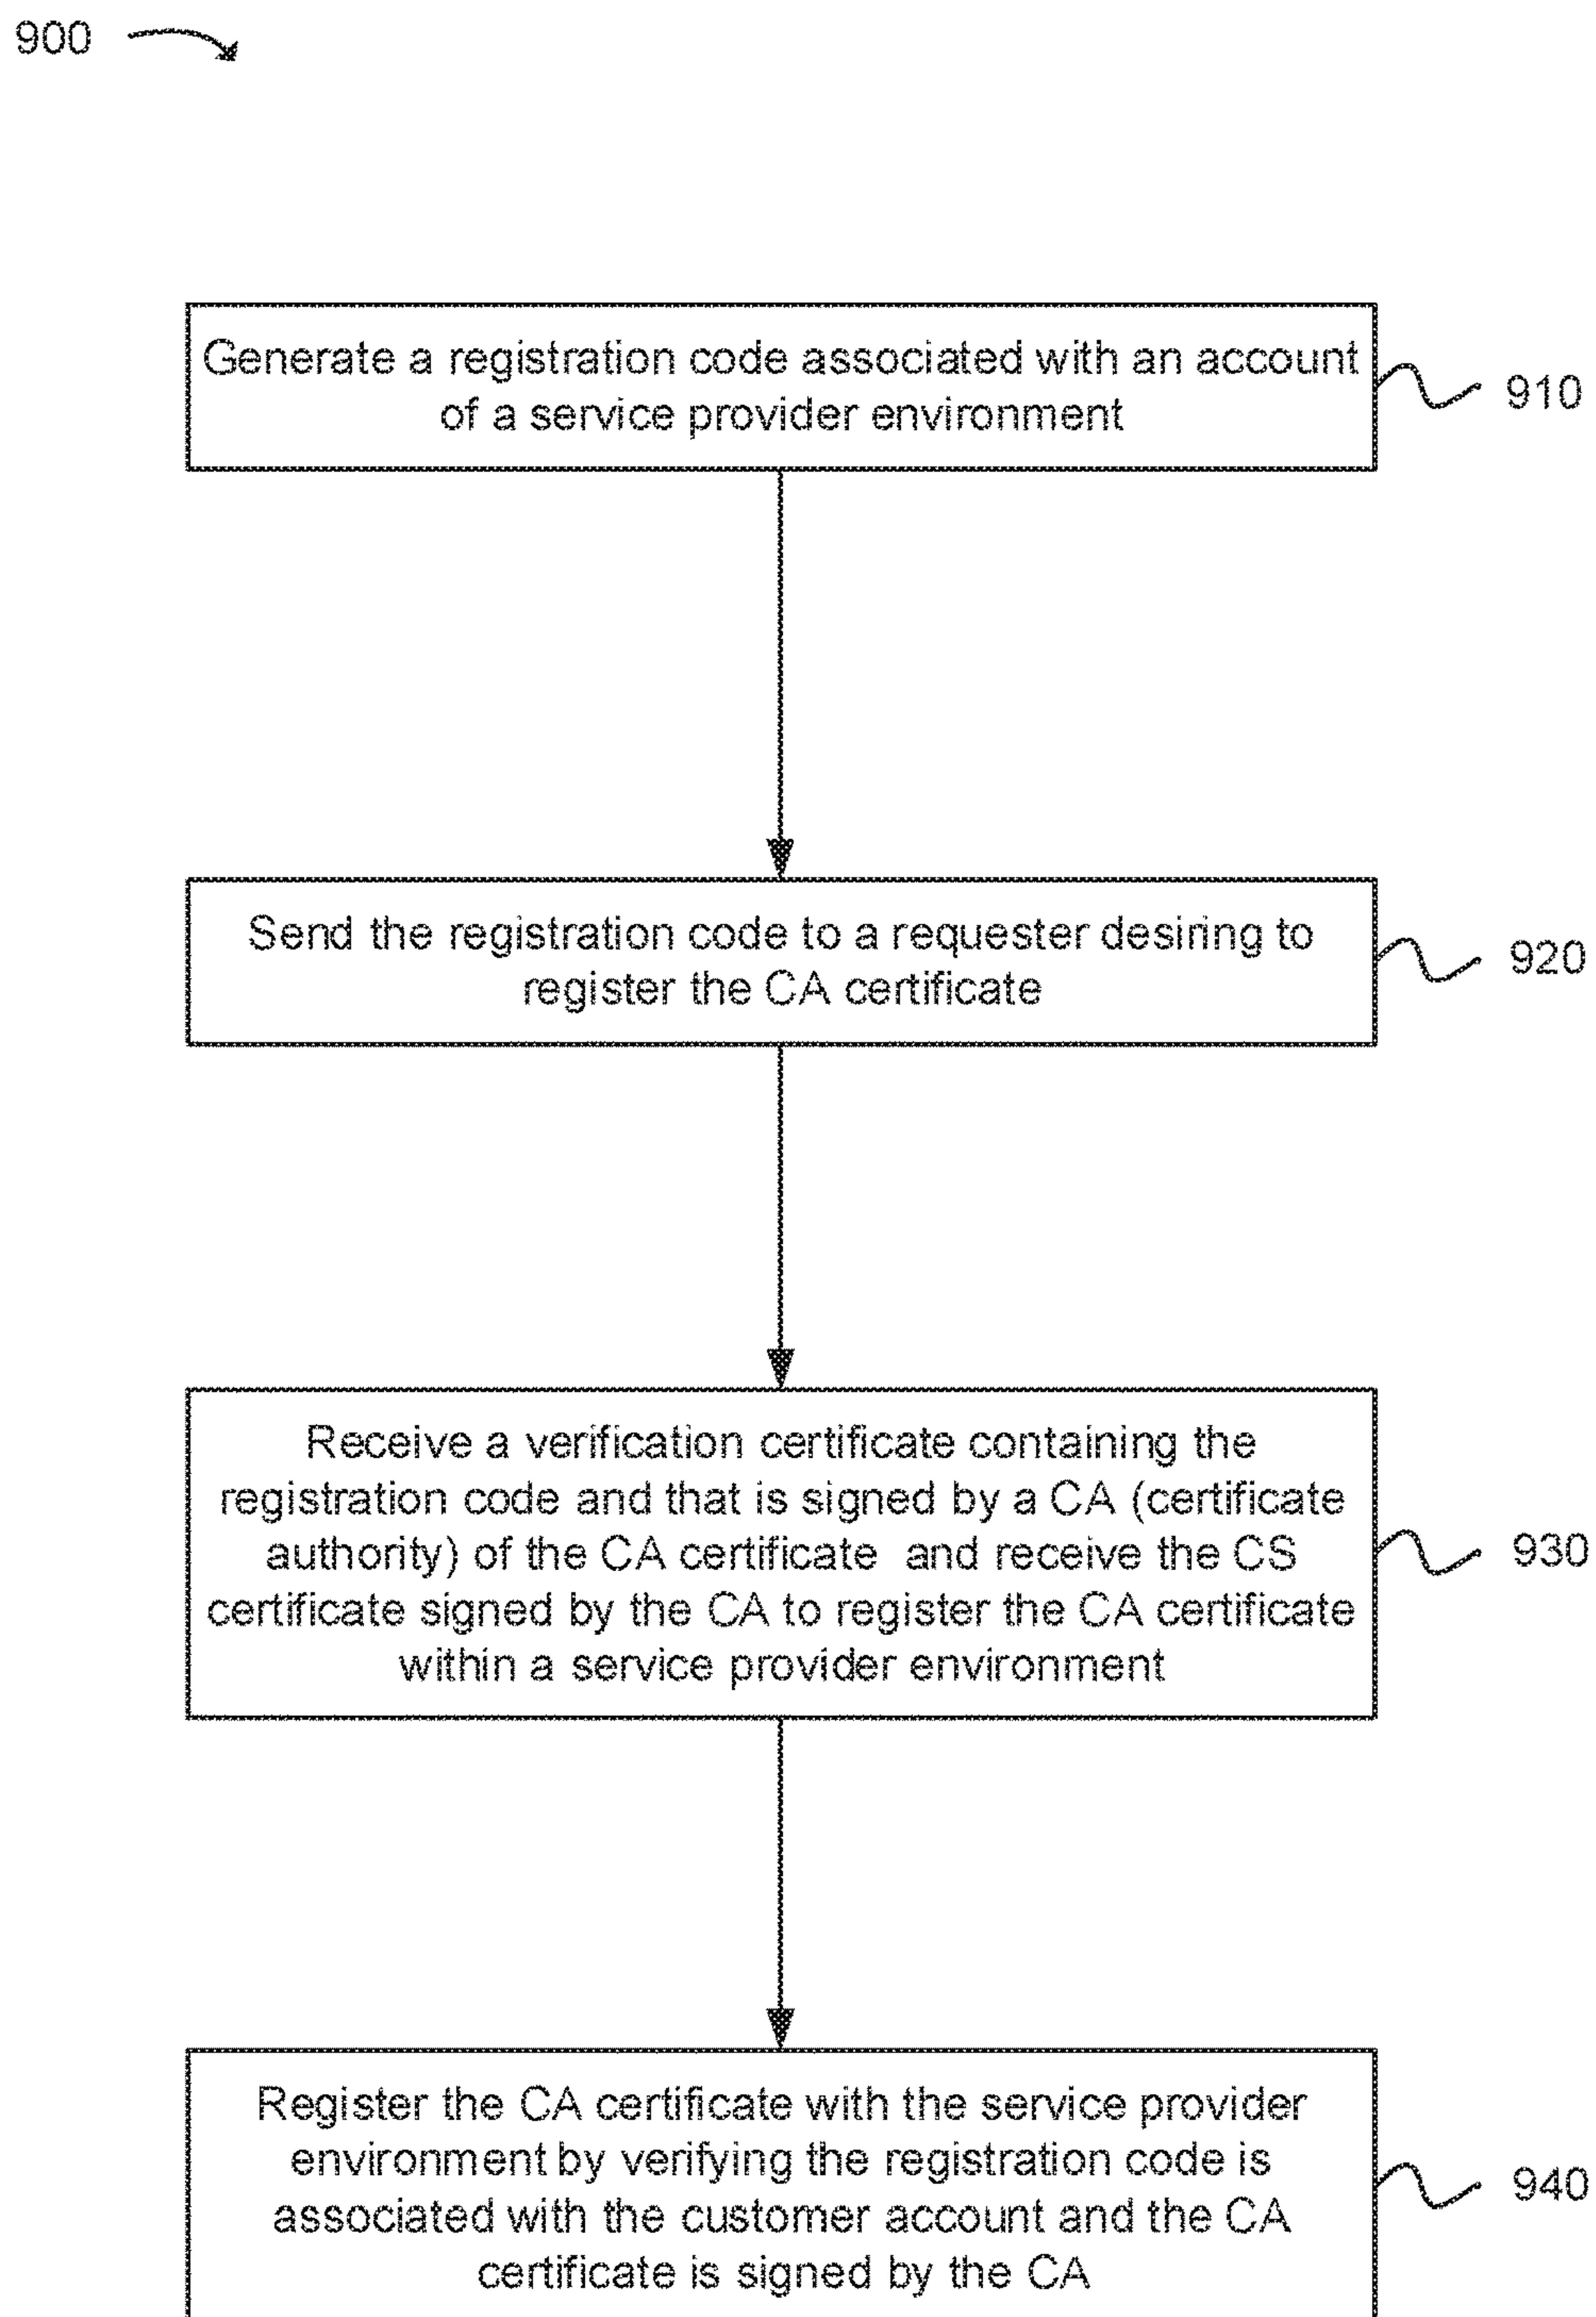 900
Generate a registration code associated with an account
of a service provider environment
910
Send the registration code to a requester desiring to
register the CA certificate
920
Receive a verification certificate containing the
registration code and that is signed by a CA (certificate
authority) of the CA certificate and receive the CS
certificate signed by the CA to register the CA certificate
within a service provider environment
930
Register the CA certificate with the service provider
environment by verifying the registration code is
associated with the customer account and the CA
certificate is signed by the CA
940